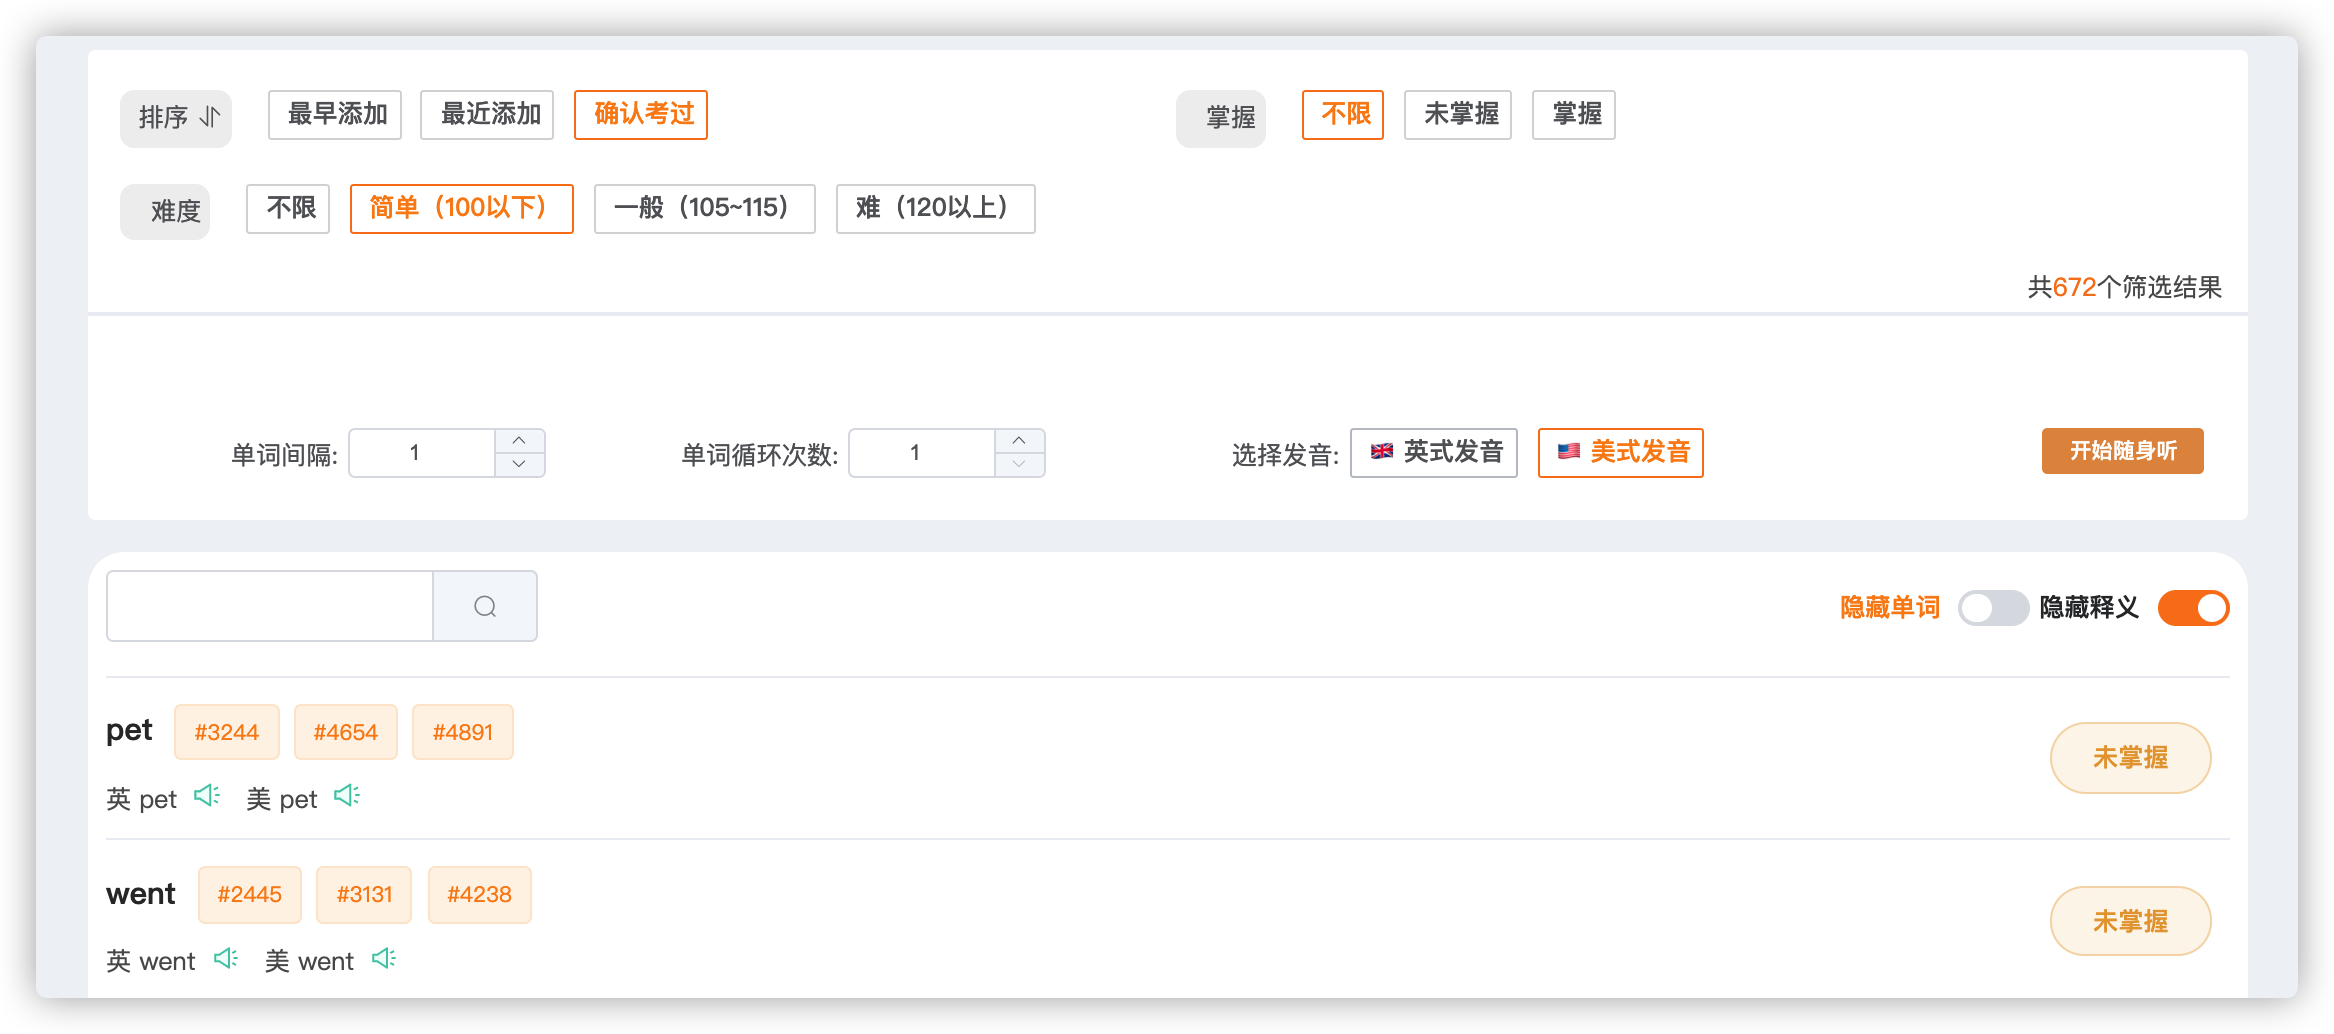 排序 最早添加 最近添加 确认考过 掌握 不限 未掌握 掌握
难度 不限 简单（100以下） 一般（105~115） 难（120以上）
共672个筛选结果
单词间隔: 1 单词循环次数: 1 选择发音: 英式发音 美式发音 开始随身听
隐藏单词 隐藏释义
pet #3244 #4654 #4891
未掌握
英 pet 美 pet
went #2445 #3131 #4238
未掌握
英 went 美 went